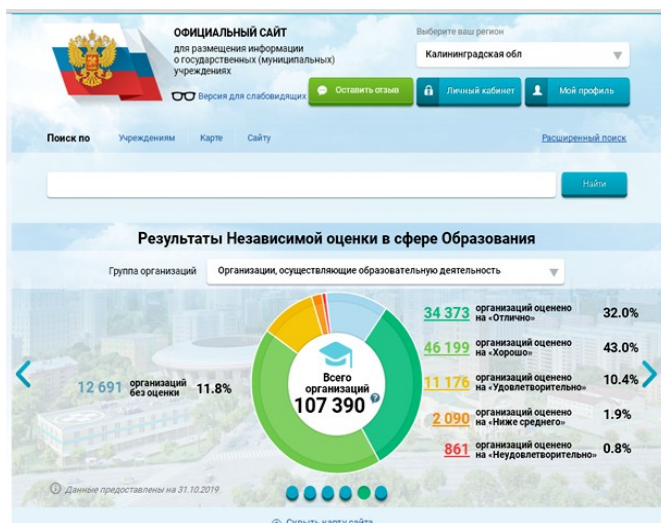 ОФИЦИАЛЬНЫЙ САЙТ
для размещения информации
о государственных (муниципальных)
учреждениях
Версия для слабовидящих
Выберите ваш регион
Калининградская обл
Оставить отзыв
Личный кабинет
Мой профиль
Поиск по
Учреждениям
Карте
Сайту
Расширенный поиск
Найти
Результаты Независимой оценки в сфере Образования
Группа организаций
Организации, осуществляющие образовательную деятельность
12 691 организаций без оценки 11.8%
Всего
организаций
107 390 ?
34 373 организаций оценено на «Отлично» 32.0%
46 199 организаций оценено на «Хорошо» 43.0%
11 176 организаций оценено на «Удовлетворительно» 10.4%
2 090 организаций оценено на «Ниже среднего» 1.9%
861 организаций оценено на «Неудовлетворительно» 0.8%
Данные предоставлены на 31.10.2019
Скрыть карту сайта